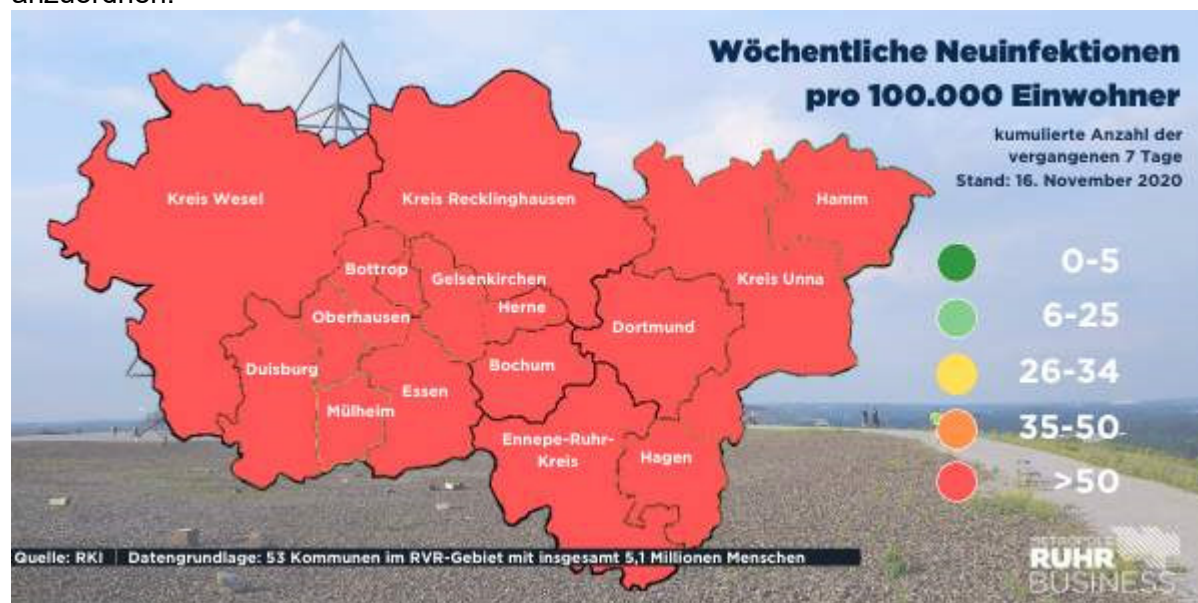 anzuordnen.
Wöchentliche Neuinfektionen
pro 100.000 Einwohner
kumulierte Anzahl der
vergangenen 7 Tage
Stand: 16. November 2020
Kreis Wesel
Kreis Recklinghausen
Hamm
Bottrop
Gelsenkirchen
Kreis Unna
Herne
Oberhausen
Dortmund
Duisburg
Bochum
Essen
Mülheim
Ennepe-Ruhr-
Kreis
Hagen
0-5
6-25
26-34
35-50
>50
Quelle: RKI | Datengrundlage: 53 Kommunen im RVR-Gebiet mit insgesamt 5,1 Millionen Menschen
METROPOLE
RUHR
BUSINESS